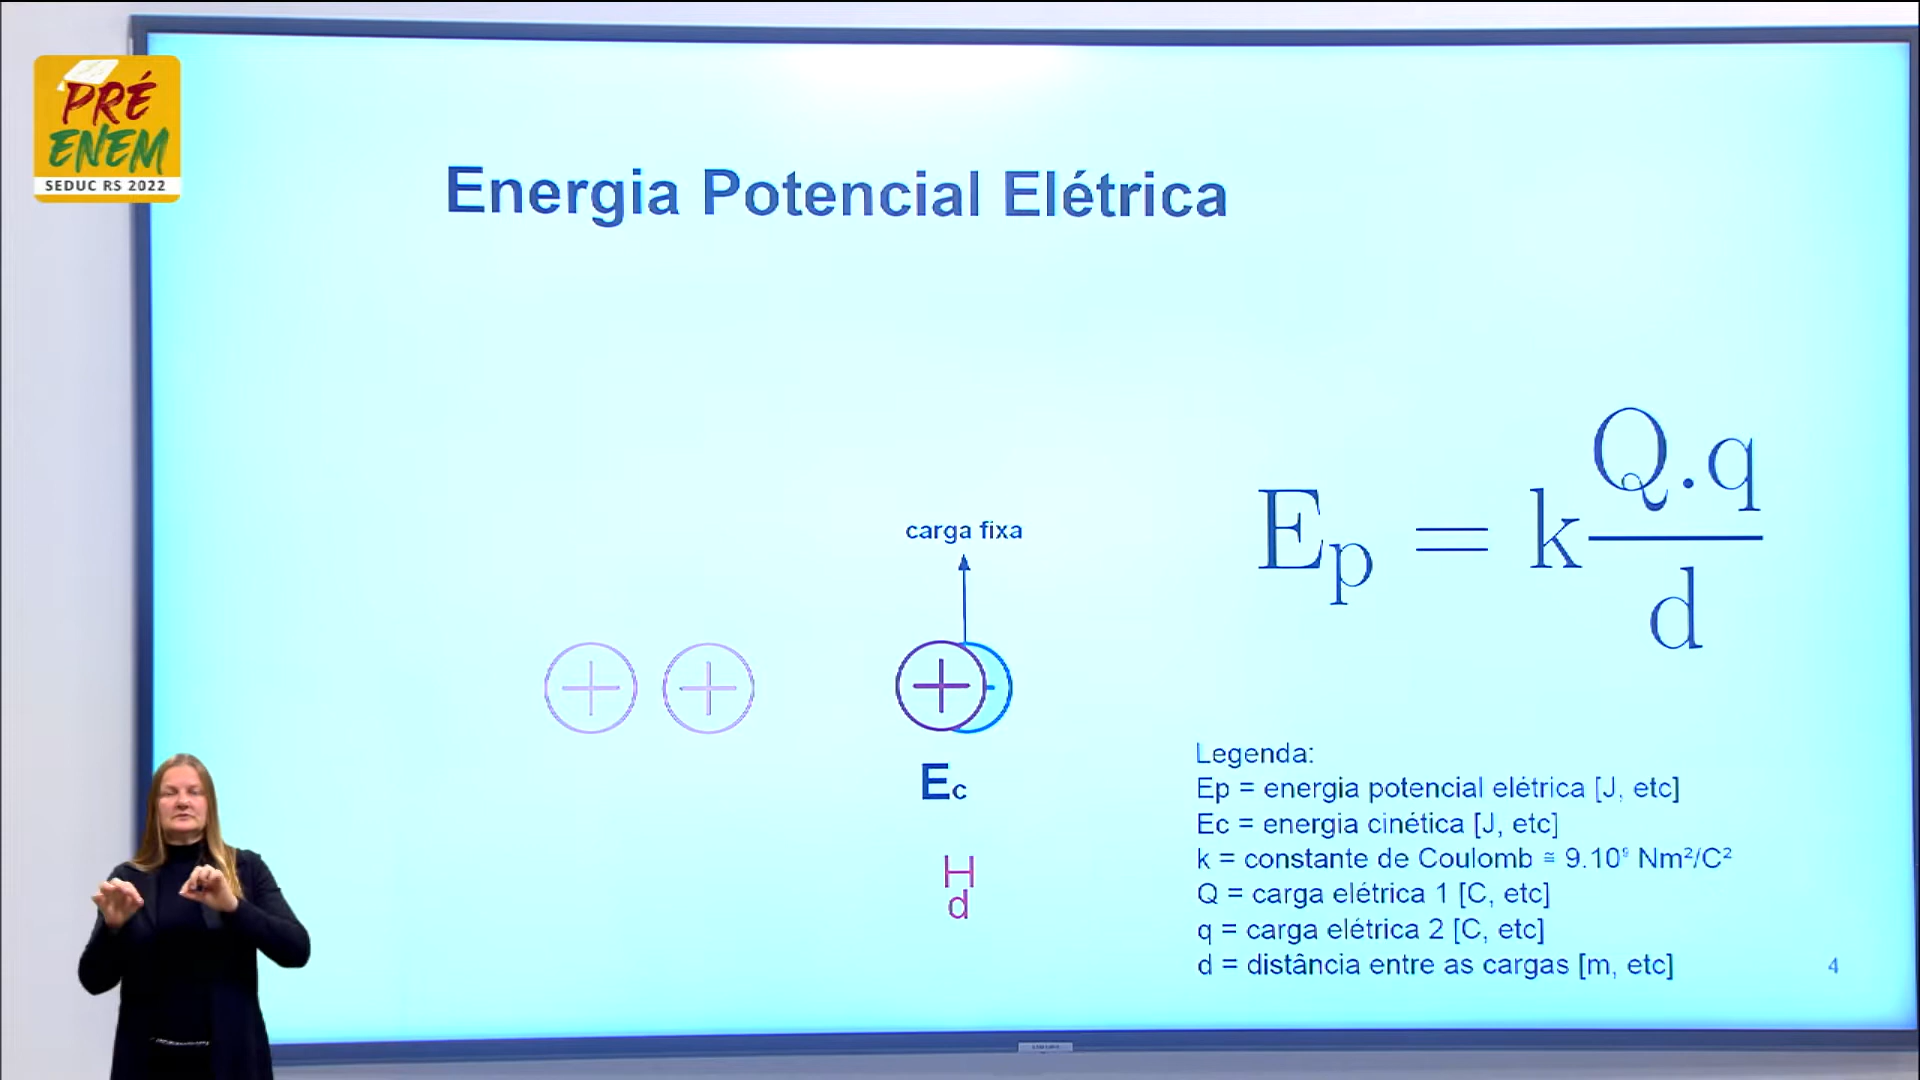 PRÉ
ENEM
SEDUC RS 2022
Energia Potencial Elétrica
carga fixa
+ + + -
Ec
H
d
Ep = k Q.q / d
Legenda:
Ep = energia potencial elétrica [J, etc]
Ec = energia cinética [J, etc]
k = constante de Coulomb ≅ 9.10⁹ Nm²/C²
Q = carga elétrica 1 [C, etc]
q = carga elétrica 2 [C, etc]
d = distância entre as cargas [m, etc]
4